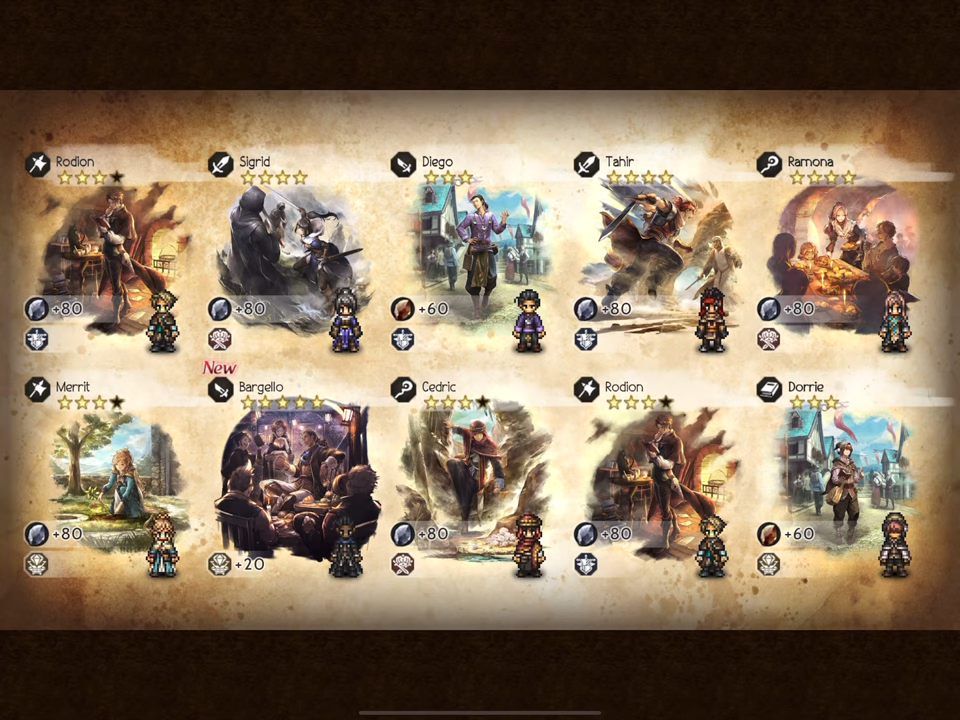 Rodion
Sigrid
Diego
Tahir
Ramona
+80
+80
+60
+80
+80
New
Merrit
Bargello
Cedric
Rodion
Dorrie
+80
+80
+80
+60
+20